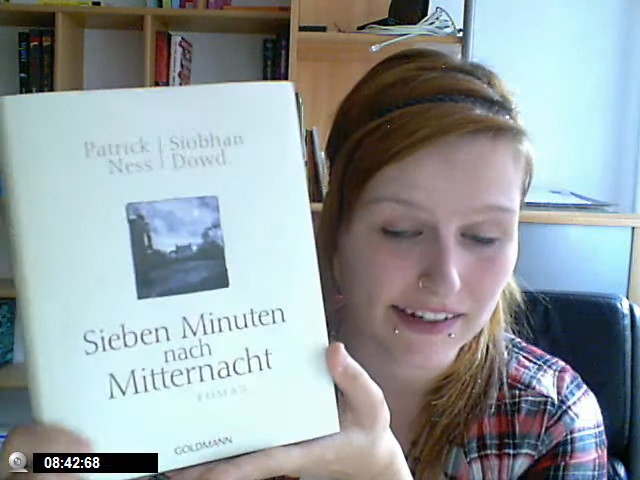 Patrick | Siobhan
Ness | Dowd
Sieben Minuten
nach
Mitternacht
ROMAN
GOLDMANN
08:42:68